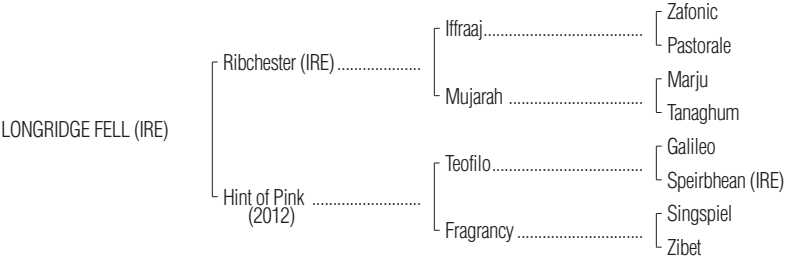 Zafonic
Iffraaj
Pastorale
Ribchester (IRE)
Marju
Mujarah
Tanaghum
LONGRIDGE FELL (IRE)
Galileo
Teofilo
Speirbhean (IRE)
Hint of Pink
(2012)
Singspiel
Fragrancy
Zibet